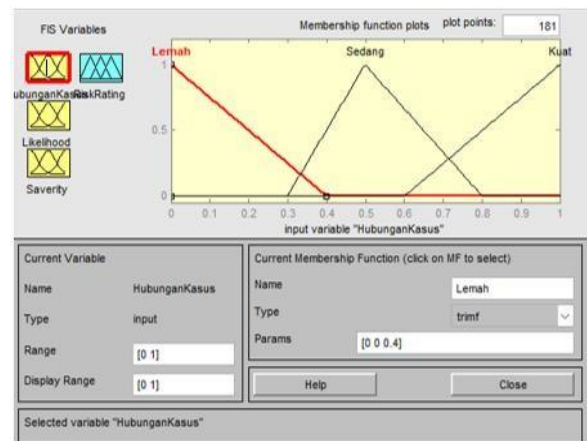 FIS Variables
Membership function plots
plot points:
181
ubunganKasus
RiskRating
Likelihood
Saverity
Lemah
Sedang
Kuat
1
0.5
0
0 0.1 0.2 0.3 0.4 0.5 0.6 0.7 0.8 0.9 1
input variable "HubunganKasus"
Current Variable
Name HubunganKasus
Type input
Range [0 1]
Display Range [0 1]
Current Membership Function (click on MF to select)
Name Lemah
Type trimf
Params [0 0 0.4]
Help Close
Selected variable "HubunganKasus"